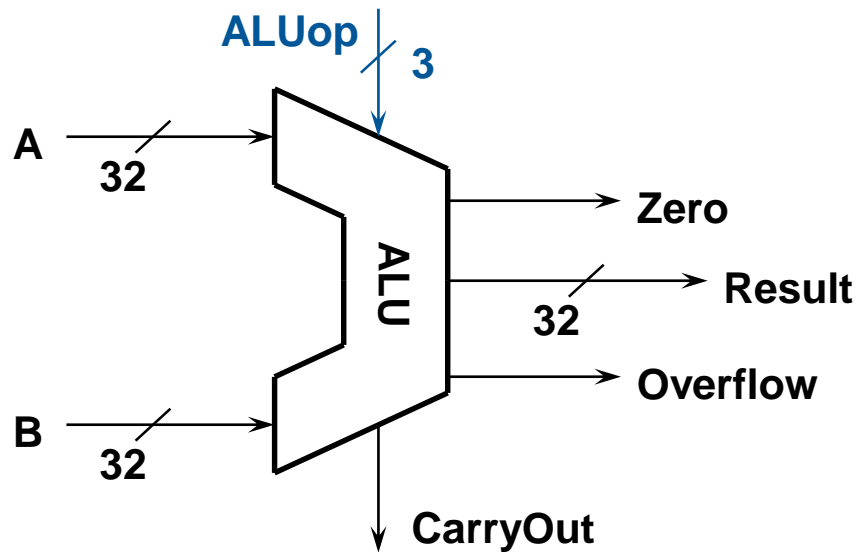 ALUop
3
A
32
Zero
ALU
Result
32
Overflow
B
32
CarryOut